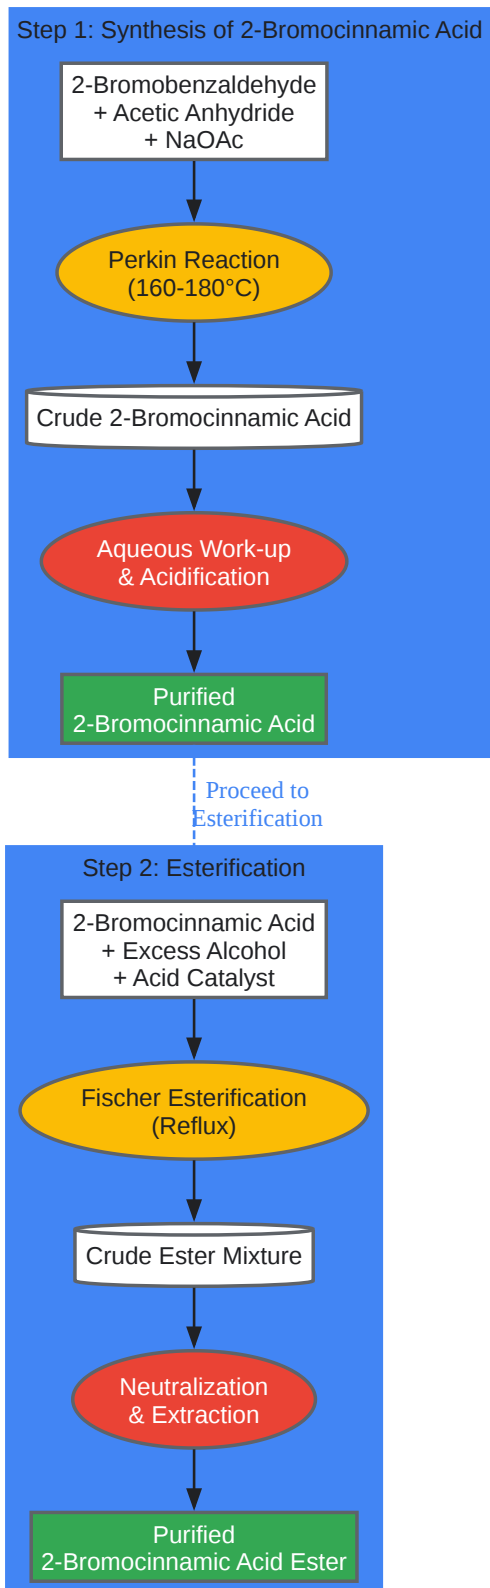 Step 1: Synthesis of 2-Bromocinnamic Acid
2-Bromobenzaldehyde
+ Acetic Anhydride
+ NaOAc
Perkin Reaction
(160-180°C)
Crude 2-Bromocinnamic Acid
Aqueous Work-up
& Acidification
Purified
2-Bromocinnamic Acid
Proceed to
Esterification
Step 2: Esterification
2-Bromocinnamic Acid
+ Excess Alcohol
+ Acid Catalyst
Fischer Esterification
(Reflux)
Crude Ester Mixture
Neutralization
& Extraction
Purified
2-Bromocinnamic Acid Ester